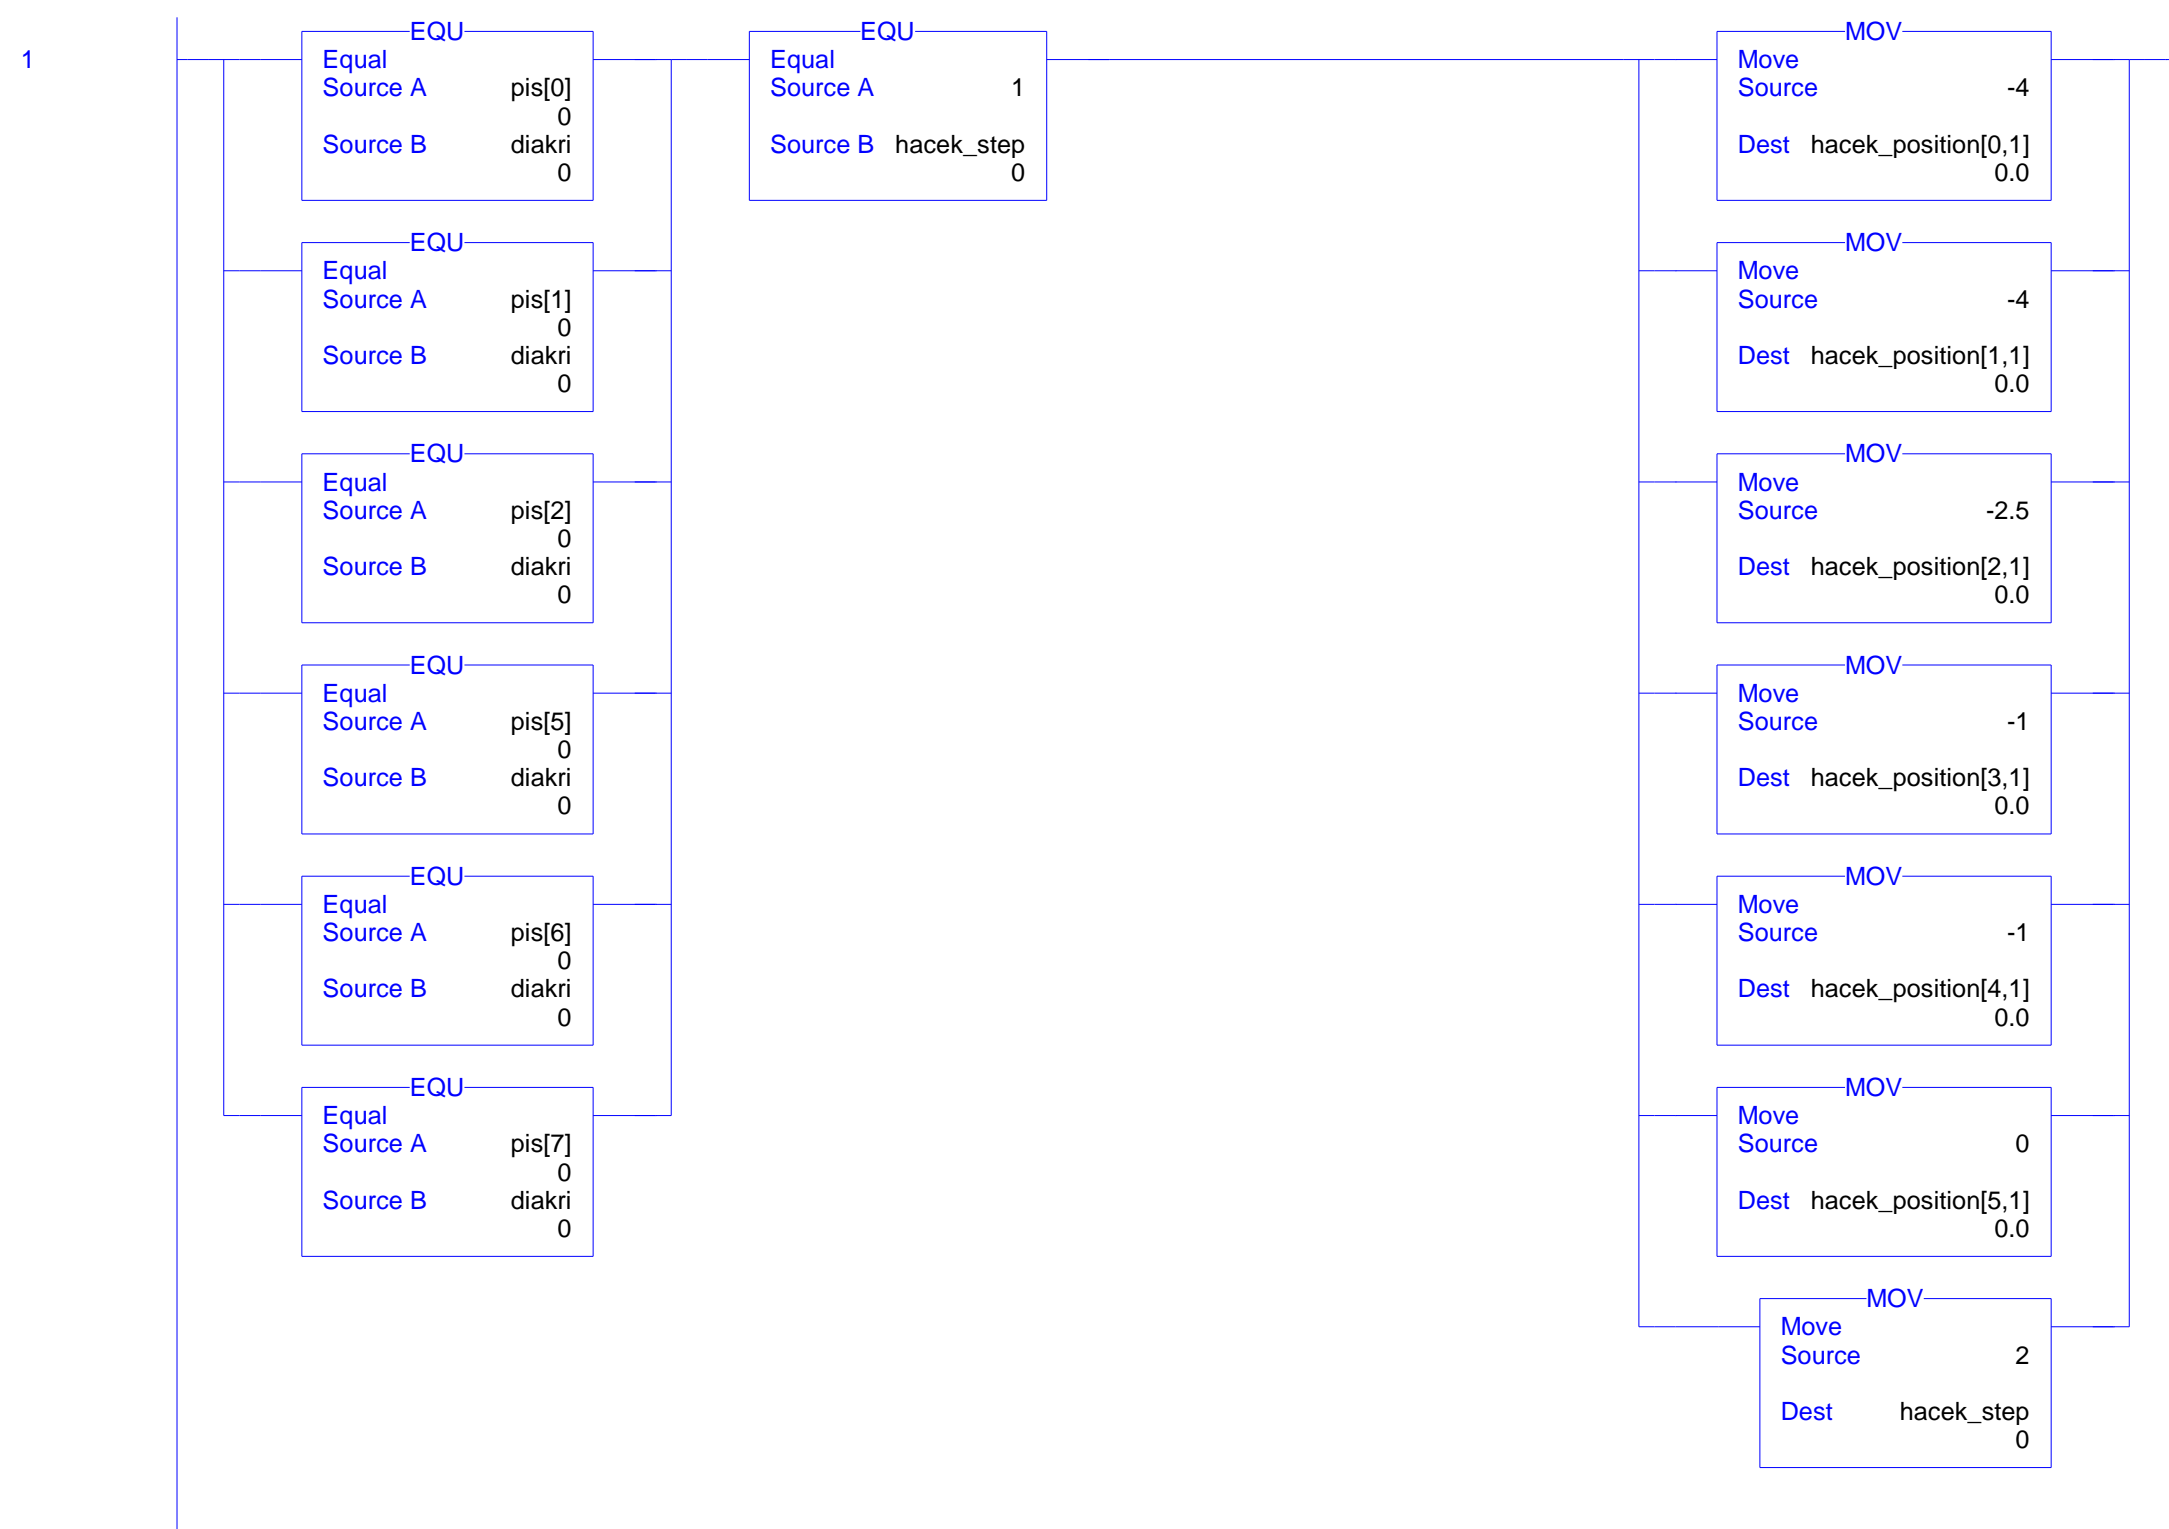 1
EQU
Equal
Source A pis[0]
0
Source B diakri
0
EQU
Equal
Source A 1
Source B hacek_step
0
MOV
Move
Source -4
Dest hacek_position[0,1]
0.0
EQU
Equal
Source A pis[1]
0
Source B diakri
0
MOV
Move
Source -4
Dest hacek_position[1,1]
0.0
EQU
Equal
Source A pis[2]
0
Source B diakri
0
MOV
Move
Source -2.5
Dest hacek_position[2,1]
0.0
EQU
Equal
Source A pis[5]
0
Source B diakri
0
MOV
Move
Source -1
Dest hacek_position[3,1]
0.0
EQU
Equal
Source A pis[6]
0
Source B diakri
0
MOV
Move
Source -1
Dest hacek_position[4,1]
0.0
EQU
Equal
Source A pis[7]
0
Source B diakri
0
MOV
Move
Source 0
Dest hacek_position[5,1]
0.0
MOV
Move
Source 2
Dest hacek_step
0